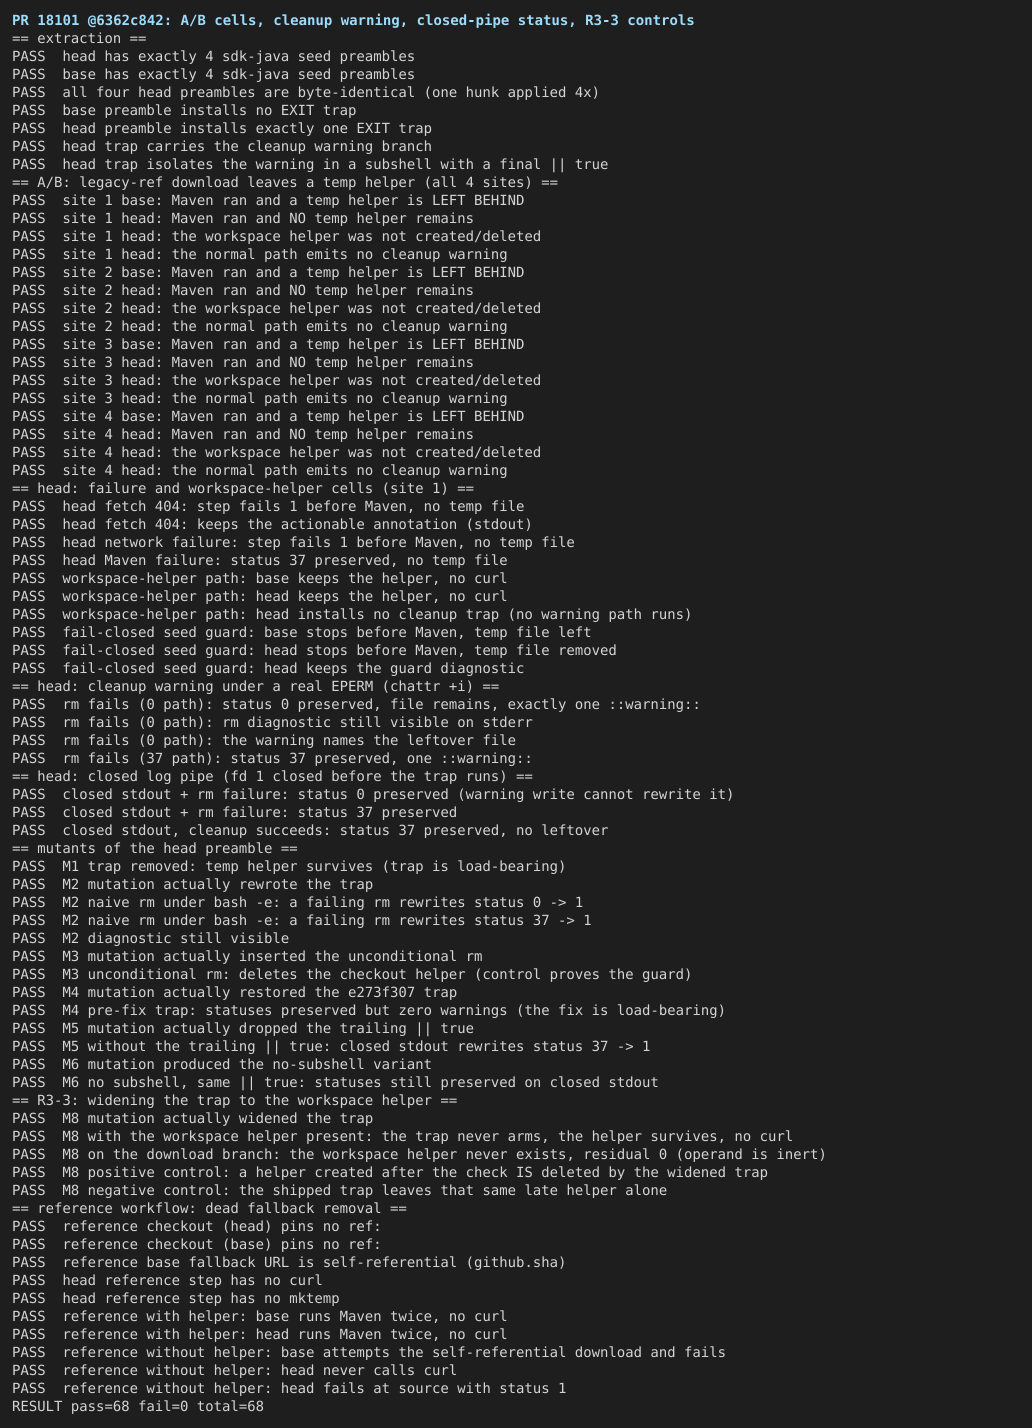 PR 18101 @6362c842: A/B cells, cleanup warning, closed-pipe status, R3-3 controls
== extraction ==
PASS  head has exactly 4 sdk-java seed preambles
PASS  base has exactly 4 sdk-java seed preambles
PASS  all four head preambles are byte-identical (one hunk applied 4x)
PASS  base preamble installs no EXIT trap
PASS  head preamble installs exactly one EXIT trap
PASS  head trap carries the cleanup warning branch
PASS  head trap isolates the warning in a subshell with a final || true
== A/B: legacy-ref download leaves a temp helper (all 4 sites) ==
PASS  site 1 base: Maven ran and a temp helper is LEFT BEHIND
PASS  site 1 head: Maven ran and NO temp helper remains
PASS  site 1 head: the workspace helper was not created/deleted
PASS  site 1 head: the normal path emits no cleanup warning
PASS  site 2 base: Maven ran and a temp helper is LEFT BEHIND
PASS  site 2 head: Maven ran and NO temp helper remains
PASS  site 2 head: the workspace helper was not created/deleted
PASS  site 2 head: the normal path emits no cleanup warning
PASS  site 3 base: Maven ran and a temp helper is LEFT BEHIND
PASS  site 3 head: Maven ran and NO temp helper remains
PASS  site 3 head: the workspace helper was not created/deleted
PASS  site 3 head: the normal path emits no cleanup warning
PASS  site 4 base: Maven ran and a temp helper is LEFT BEHIND
PASS  site 4 head: Maven ran and NO temp helper remains
PASS  site 4 head: the workspace helper was not created/deleted
PASS  site 4 head: the normal path emits no cleanup warning
== head: failure and workspace-helper cells (site 1) ==
PASS  head fetch 404: step fails 1 before Maven, no temp file
PASS  head fetch 404: keeps the actionable annotation (stdout)
PASS  head network failure: step fails 1 before Maven, no temp file
PASS  head Maven failure: status 37 preserved, no temp file
PASS  workspace-helper path: base keeps the helper, no curl
PASS  workspace-helper path: head keeps the helper, no curl
PASS  workspace-helper path: head installs no cleanup trap (no warning path runs)
PASS  fail-closed seed guard: base stops before Maven, temp file left
PASS  fail-closed seed guard: head stops before Maven, temp file removed
PASS  fail-closed seed guard: head keeps the guard diagnostic
== head: cleanup warning under a real EPERM (chattr +i) ==
PASS  rm fails (0 path): status 0 preserved, file remains, exactly one ::warning::
PASS  rm fails (0 path): rm diagnostic still visible on stderr
PASS  rm fails (0 path): the warning names the leftover file
PASS  rm fails (37 path): status 37 preserved, one ::warning::
== head: closed log pipe (fd 1 closed before the trap runs) ==
PASS  closed stdout + rm failure: status 0 preserved (warning write cannot rewrite it)
PASS  closed stdout + rm failure: status 37 preserved
PASS  closed stdout, cleanup succeeds: status 37 preserved, no leftover
== mutants of the head preamble ==
PASS  M1 trap removed: temp helper survives (trap is load-bearing)
PASS  M2 mutation actually rewrote the trap
PASS  M2 naive rm under bash -e: a failing rm rewrites status 0 -> 1
PASS  M2 naive rm under bash -e: a failing rm rewrites status 37 -> 1
PASS  M2 diagnostic still visible
PASS  M3 mutation actually inserted the unconditional rm
PASS  M3 unconditional rm: deletes the checkout helper (control proves the guard)
PASS  M4 mutation actually restored the e273f307 trap
PASS  M4 pre-fix trap: statuses preserved but zero warnings (the fix is load-bearing)
PASS  M5 mutation actually dropped the trailing || true
PASS  M5 without the trailing || true: closed stdout rewrites status 37 -> 1
PASS  M6 mutation produced the no-subshell variant
PASS  M6 no subshell, same || true: statuses still preserved on closed stdout
== R3-3: widening the trap to the workspace helper ==
PASS  M8 mutation actually widened the trap
PASS  M8 with the workspace helper present: the trap never arms, the helper survives, no curl
PASS  M8 on the download branch: the workspace helper never exists, residual 0 (operand is inert)
PASS  M8 positive control: a helper created after the check IS deleted by the widened trap
PASS  M8 negative control: the shipped trap leaves that same late helper alone
== reference workflow: dead fallback removal ==
PASS  reference checkout (head) pins no ref:
PASS  reference checkout (base) pins no ref:
PASS  reference base fallback URL is self-referential (github.sha)
PASS  head reference step has no curl
PASS  head reference step has no mktemp
PASS  reference with helper: base runs Maven twice, no curl
PASS  reference with helper: head runs Maven twice, no curl
PASS  reference without helper: base attempts the self-referential download and fails
PASS  reference without helper: head never calls curl
PASS  reference without helper: head fails at source with status 1
RESULT pass=68 fail=0 total=68